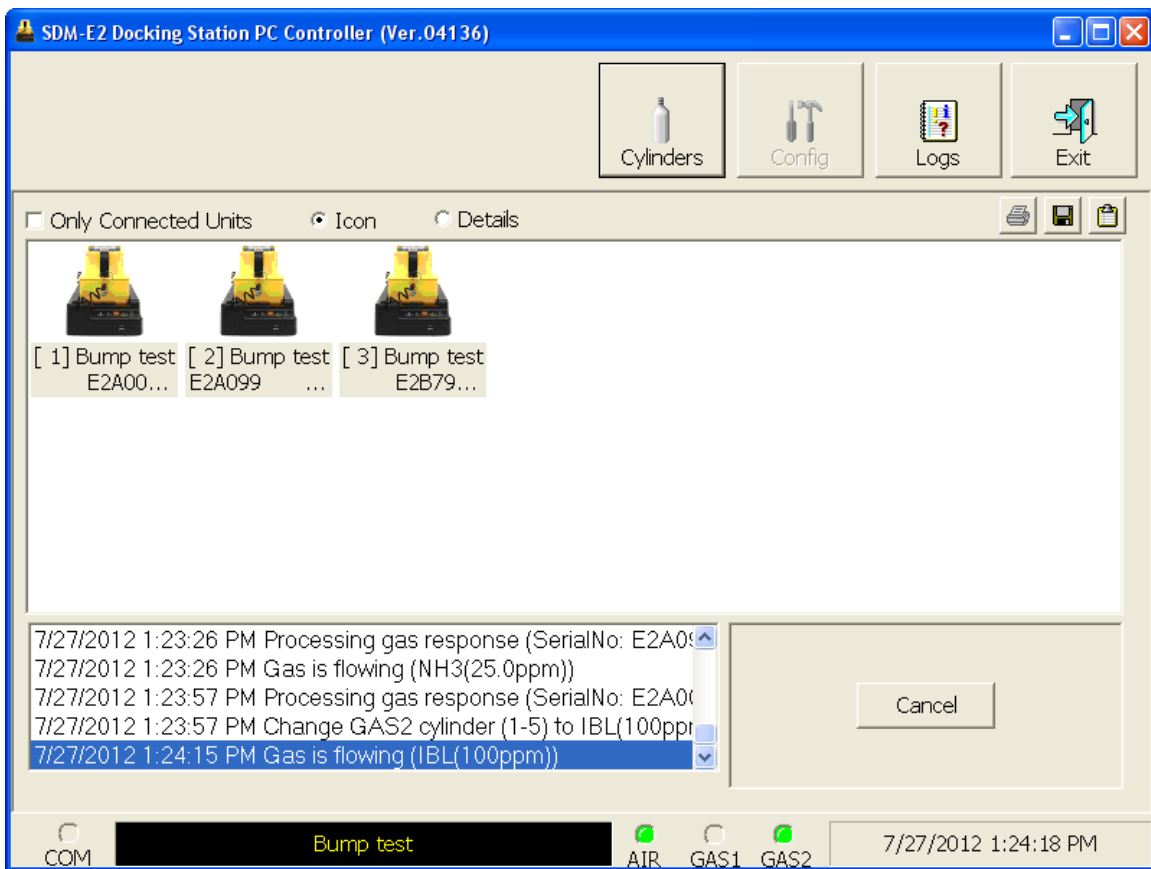 SDM-E2 Docking Station PC Controller (Ver.04136)
Cylinders
Config
Logs
Exit
Only Connected Units
Icon
Details
[ 1] Bump test
E2A00...
[ 2] Bump test
E2A099 ...
[ 3] Bump test
E2B79...
7/27/2012 1:23:26 PM Processing gas response (SerialNo: E2A09
7/27/2012 1:23:26 PM Gas is flowing (NH3(25.0ppm))
7/27/2012 1:23:57 PM Processing gas response (SerialNo: E2A00
7/27/2012 1:23:57 PM Change GAS2 cylinder (1-5) to IBL(100ppm
7/27/2012 1:24:15 PM Gas is flowing (IBL(100ppm))
Cancel
COM
Bump test
AIR
GAS1
GAS2
7/27/2012 1:24:18 PM